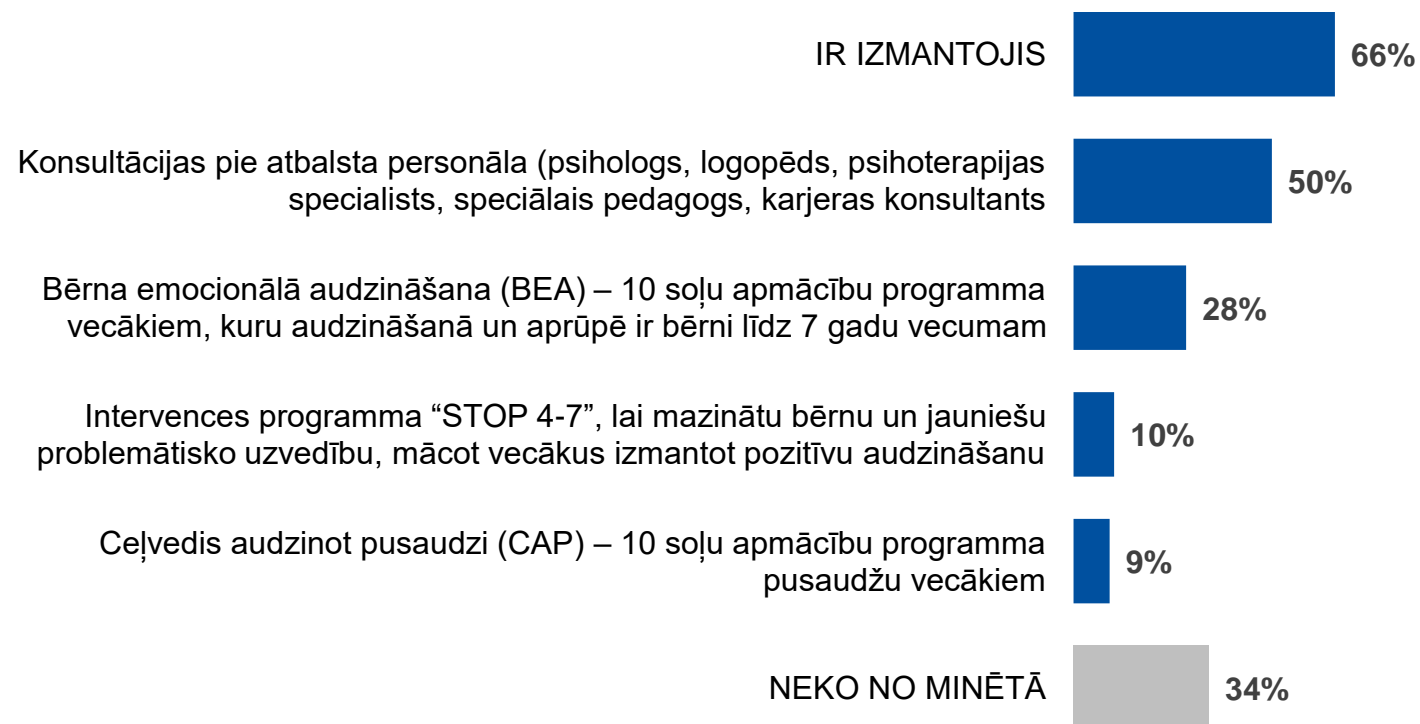 IR IZMANTOJIS
66%
Konsultācijas pie atbalsta personāla (psihologs, logopēds, psihoterapijas
specialists, speciālais pedagogs, karjeras konsultants
50%
Bērna emocionālā audzināšana (BEA) – 10 soļu apmācību programma
vecākiem, kuru audzināšanā un aprūpē ir bērni līdz 7 gadu vecumam
28%
Intervences programma “STOP 4-7”, lai mazinātu bērnu un jauniešu
problemātisko uzvedību, mācot vecākus izmantot pozitīvu audzināšanu
10%
Ceļvedis audzinot pusaudzi (CAP) – 10 soļu apmācību programma
pusaudžu vecākiem
9%
NEKO NO MINĒTĀ
34%